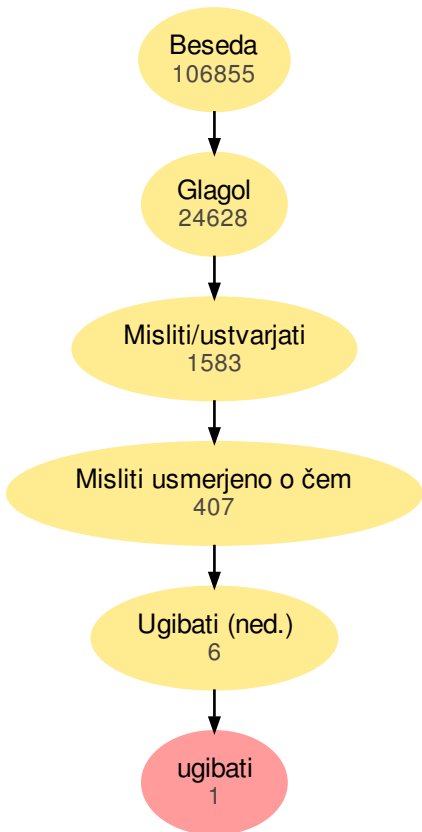 Beseda
106855
Glagol
24628
Misliti/ustvarjati
1583
Misliti usmerjeno o čem
407
Ugibati (ned.)
6
ugibati
1